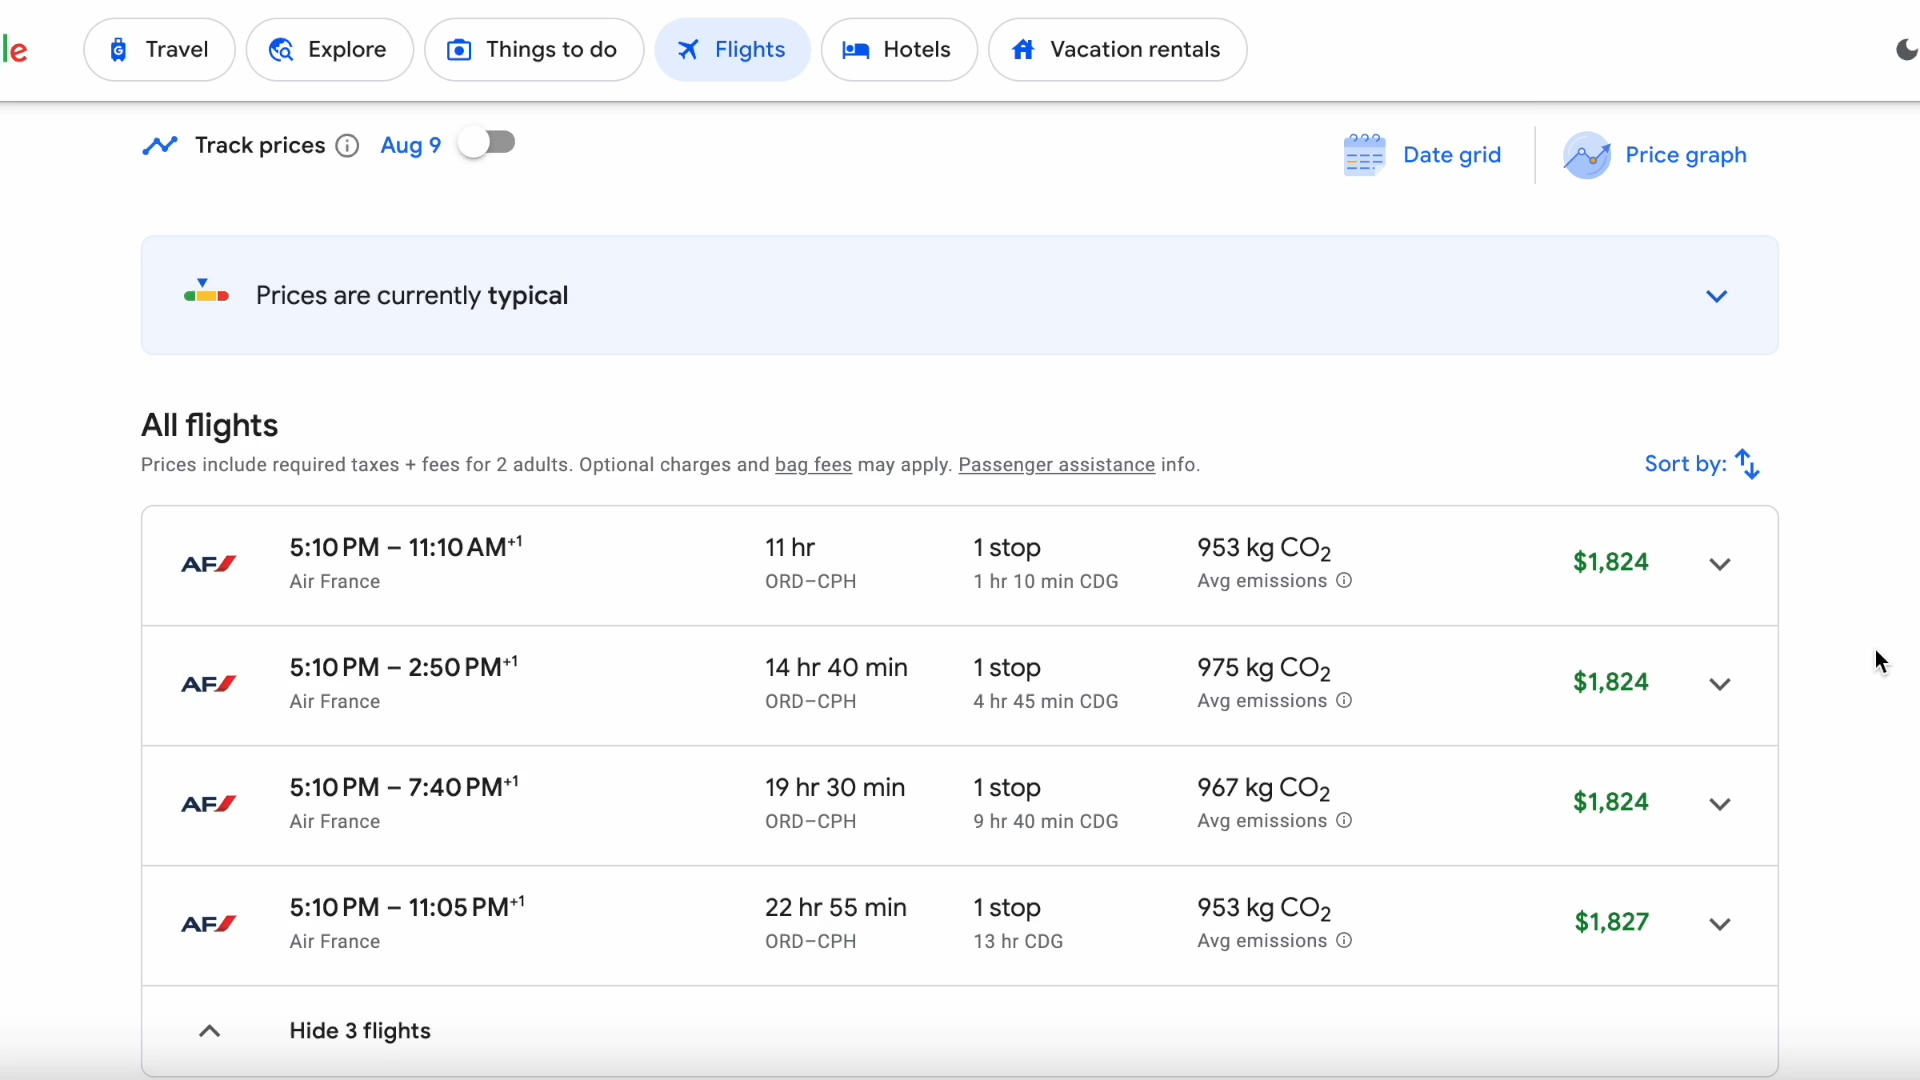 le
Travel
Explore
Things to do
Flights
Hotels
Vacation rentals
Track prices
Aug 9
Date grid
Price graph
Prices are currently typical
All flights
Prices include required taxes + fees for 2 adults. Optional charges and bag fees may apply. Passenger assistance info.
Sort by:
AF
5:10 PM – 11:10 AM+1
11 hr
1 stop
953 kg CO2
$1,824
Air France
ORD–CPH
1 hr 10 min CDG
Avg emissions
AF
5:10 PM – 2:50 PM+1
14 hr 40 min
1 stop
975 kg CO2
$1,824
Air France
ORD–CPH
4 hr 45 min CDG
Avg emissions
AF
5:10 PM – 7:40 PM+1
19 hr 30 min
1 stop
967 kg CO2
$1,824
Air France
ORD–CPH
9 hr 40 min CDG
Avg emissions
AF
5:10 PM – 11:05 PM+1
22 hr 55 min
1 stop
953 kg CO2
$1,827
Air France
ORD–CPH
13 hr CDG
Avg emissions
Hide 3 flights